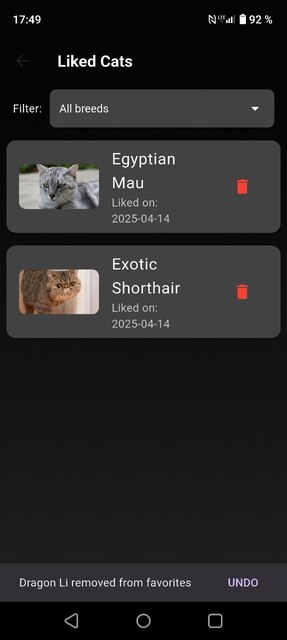 17:49
LTE 92 %
Liked Cats
Filter: All breeds
Egyptian
Mau
Liked on:
2025-04-14
Exotic
Shorthair
Liked on:
2025-04-14
Dragon Li removed from favorites UNDO